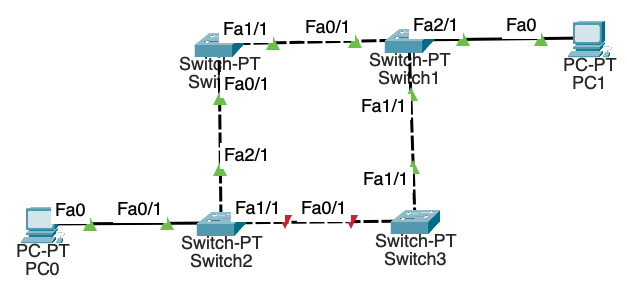 Fa1/1
Fa0/1
Fa2/1
Fa0
Switch-PT
Swi
Fa0/1
Switch-PT
Switch1
PC-PT
PC1
Fa1/1
Fa2/1
Fa1/1
Fa0
Fa0/1
Fa1/1
Fa0/1
PC-PT
PC0
Switch-PT
Switch2
Switch-PT
Switch3